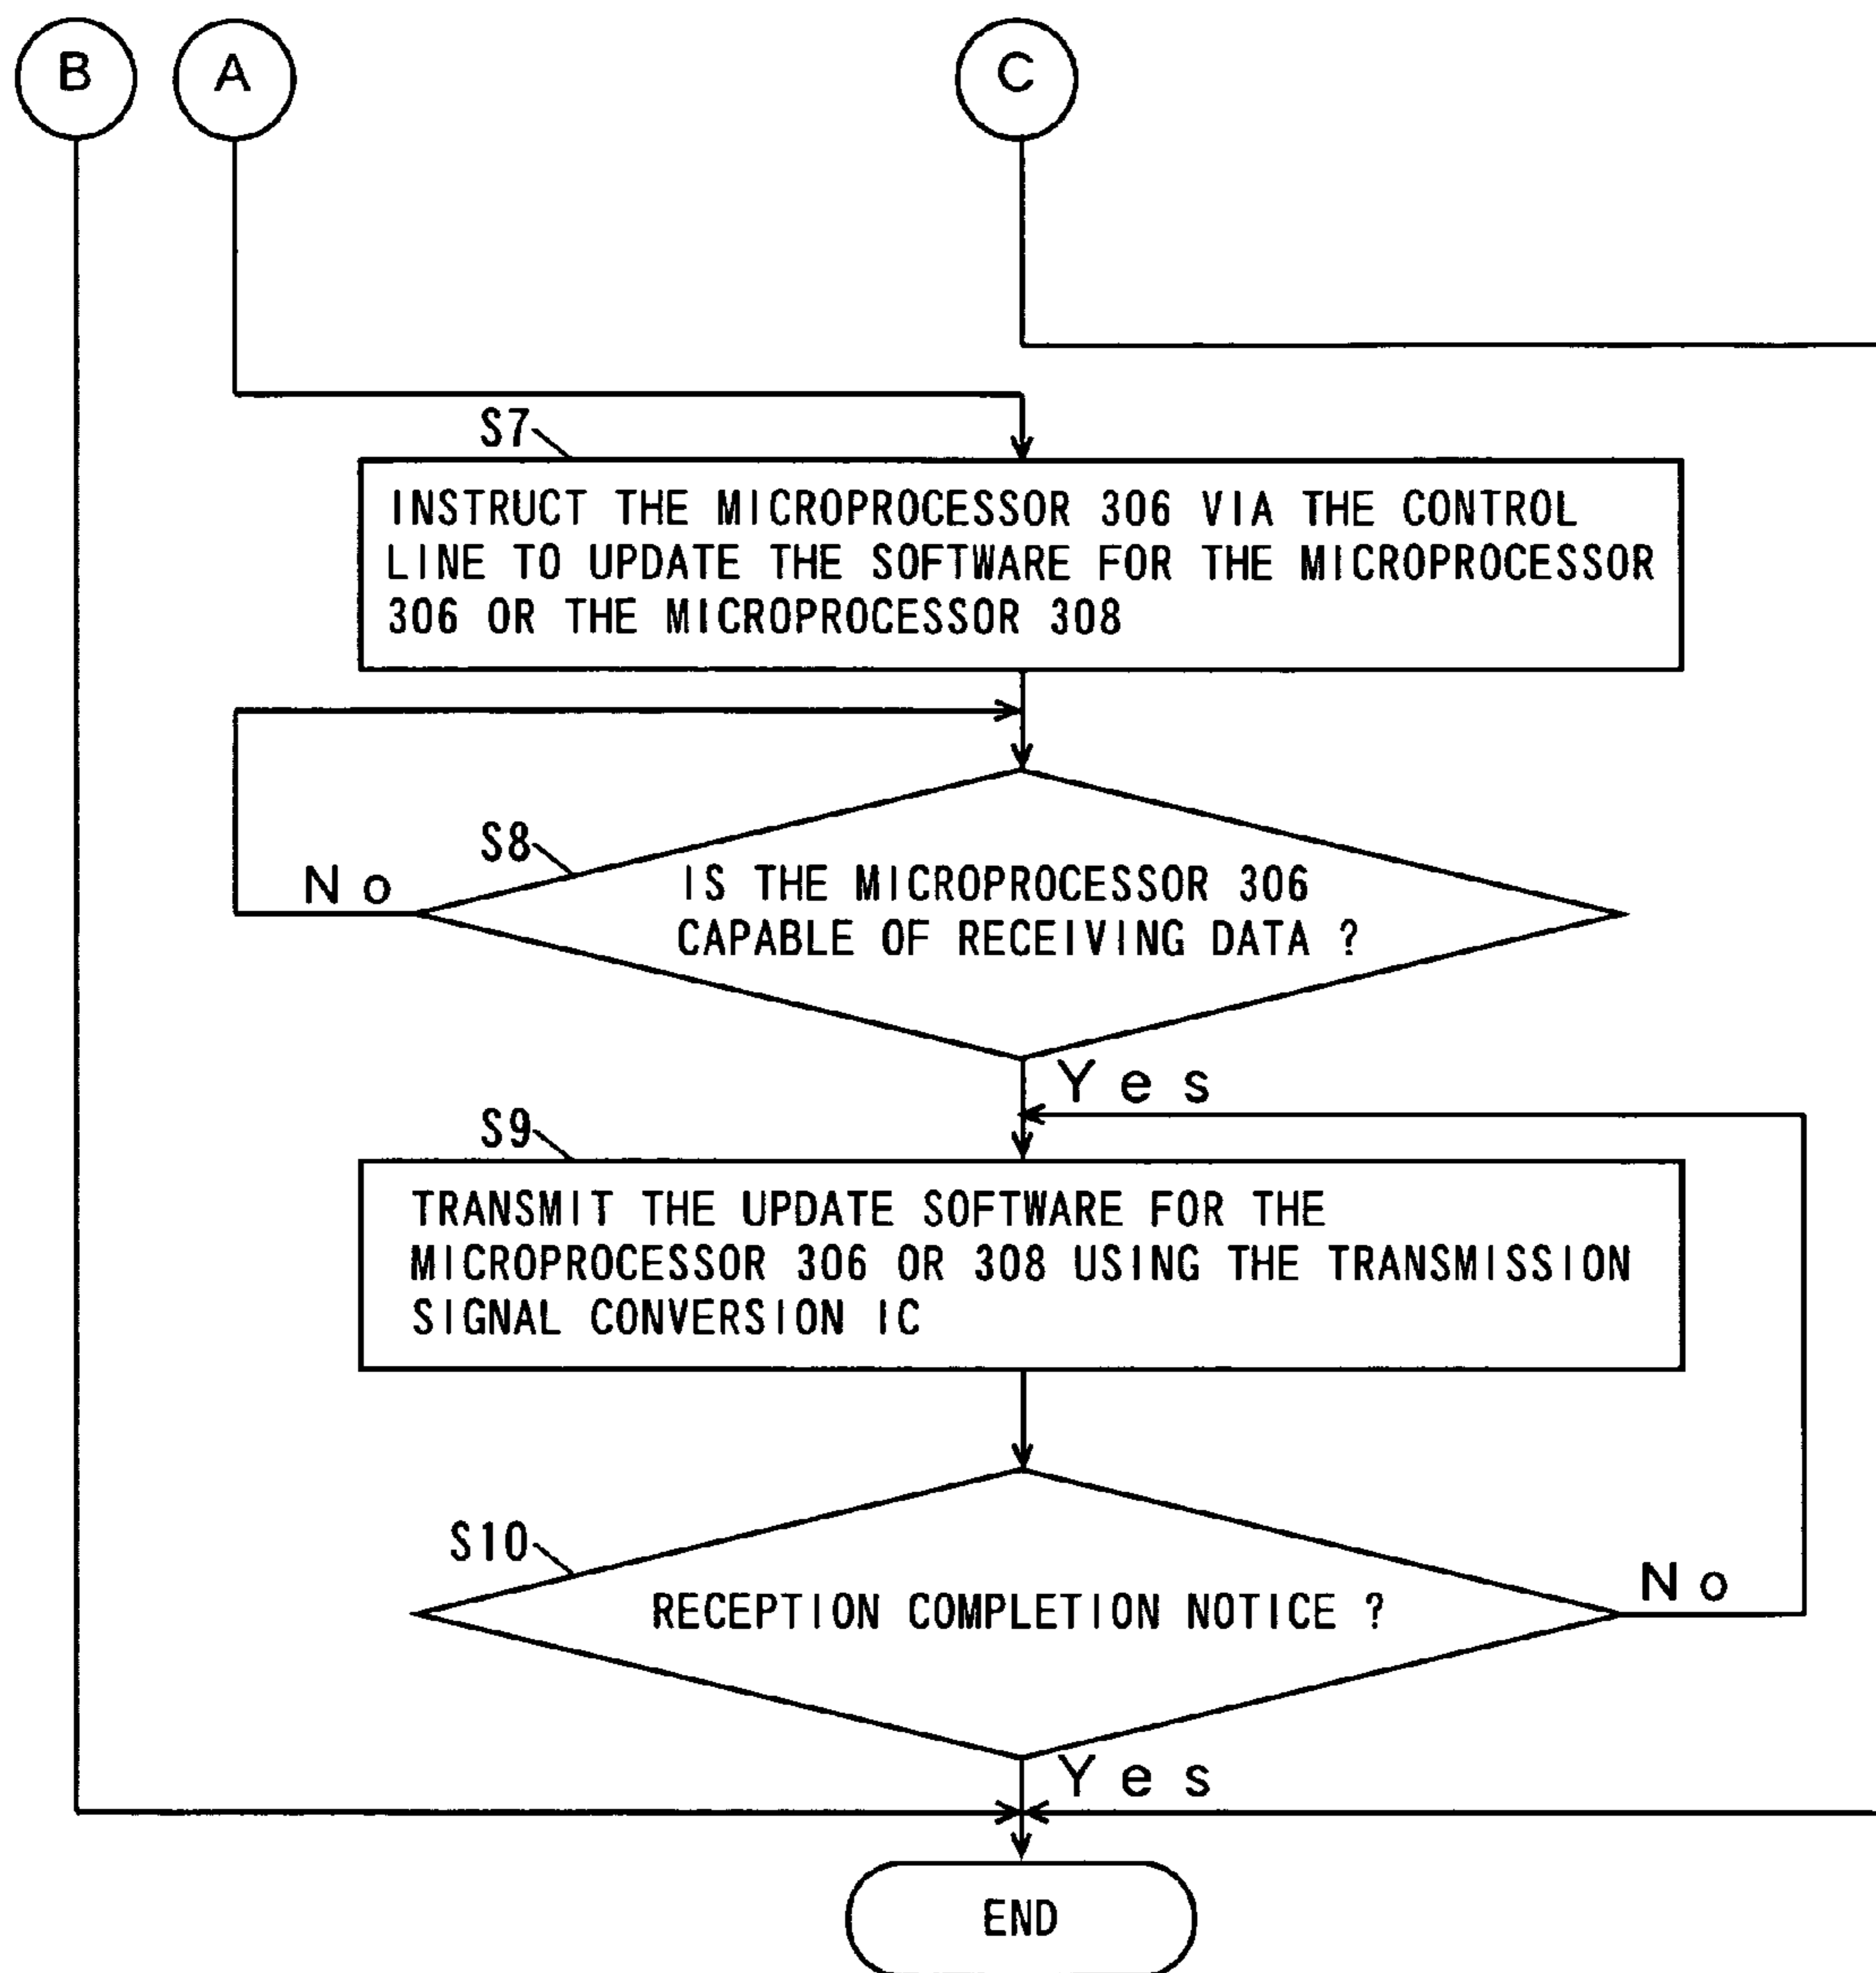 B
A
C
S7
INSTRUCT THE MICROPROCESSOR 306 VIA THE CONTROL
LINE TO UPDATE THE SOFTWARE FOR THE MICROPROCESSOR
306 OR THE MICROPROCESSOR 308
S8
No
IS THE MICROPROCESSOR 306
CAPABLE OF RECEIVING DATA ?
Yes
S9
TRANSMIT THE UPDATE SOFTWARE FOR THE
MICROPROCESSOR 306 OR 308 USING THE TRANSMISSION
SIGNAL CONVERSION IC
S10
RECEPTION COMPLETION NOTICE ?
No
Yes
END